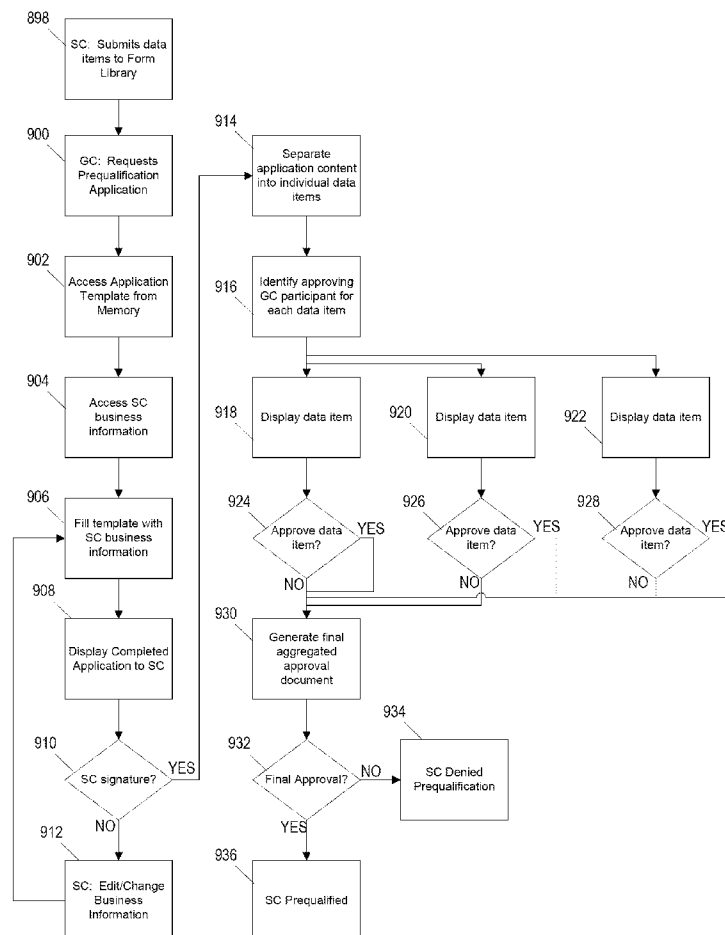 898
SC: Submits data
items to Form
Library
900
GC: Requests
Prequalification
Application
902
Access Application
Template from
Memory
904
Access SC
business
information
906
Fill template with
SC business
information
908
Display Completed
Application to SC
910
SC signature?
YES
NO
912
SC: Edit/Change
Business
Information
914
Separate
application content
into individual data
items
916
Identify approving
GC participant for
each data item
918
Display data item
920
Display data item
922
Display data item
924
Approve data
item?
YES
NO
926
Approve data
item?
YES
NO
928
Approve data
item?
YES
NO
930
Generate final
aggregated
approval
document
932
Final Approval?
NO
YES
934
SC Denied
Prequalification
936
SC Prequalified